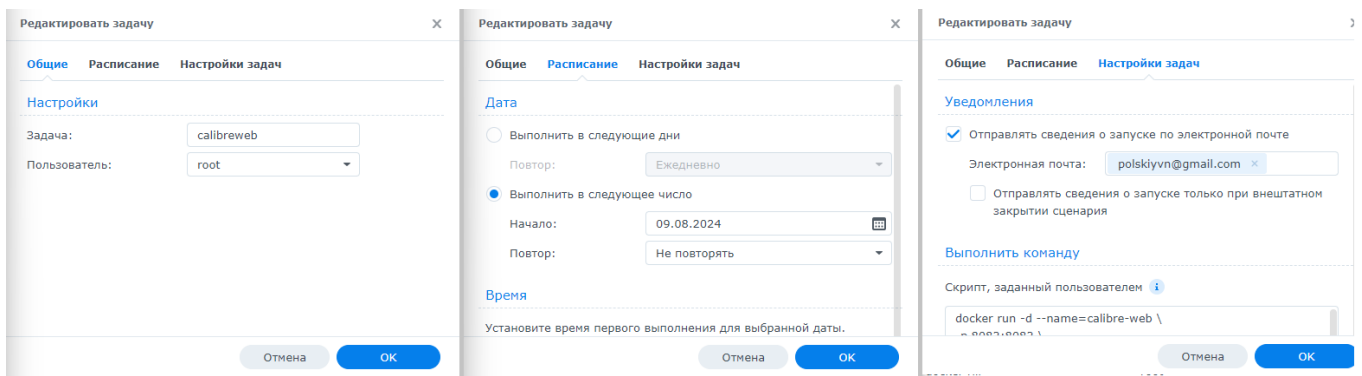 Редактировать задачу
Общие Расписание Настройки задач
Настройки
Задача: calibreweb
Пользователь: root
Отмена OK
Редактировать задачу
Общие Расписание Настройки задач
Дата
Выполнить в следующие дни
Повтор: Ежедневно
Выполнить в следующее число
Начало: 09.08.2024
Повтор: Не повторять
Время
Установите время первого выполнения для выбранной даты.
Отмена OK
Редактировать задачу
Общие Расписание Настройки задач
Уведомления
Отправлять сведения о запуске по электронной почте
Электронная почта: polskiyvn@gmail.com
Отправлять сведения о запуске только при внештатном
закрытии сценария
Выполнить команду
Скрипт, заданный пользователем
docker run -d --name=calibre-web \
Отмена OK